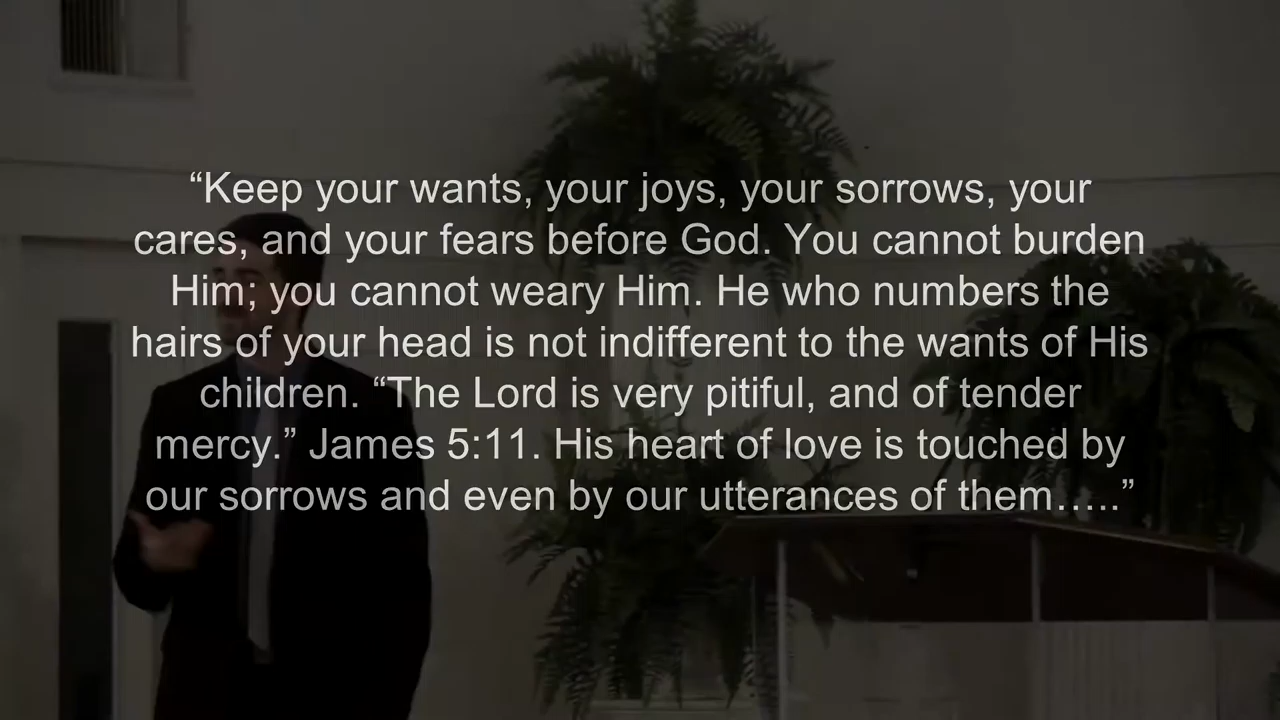 “Keep your wants, your joys, your sorrows, your
cares, and your fears before God. You cannot burden
Him; you cannot weary Him. He who numbers the
hairs of your head is not indifferent to the wants of His
children. “The Lord is very pitiful, and of tender
mercy.” James 5:11. His heart of love is touched by
our sorrows and even by our utterances of them…..”